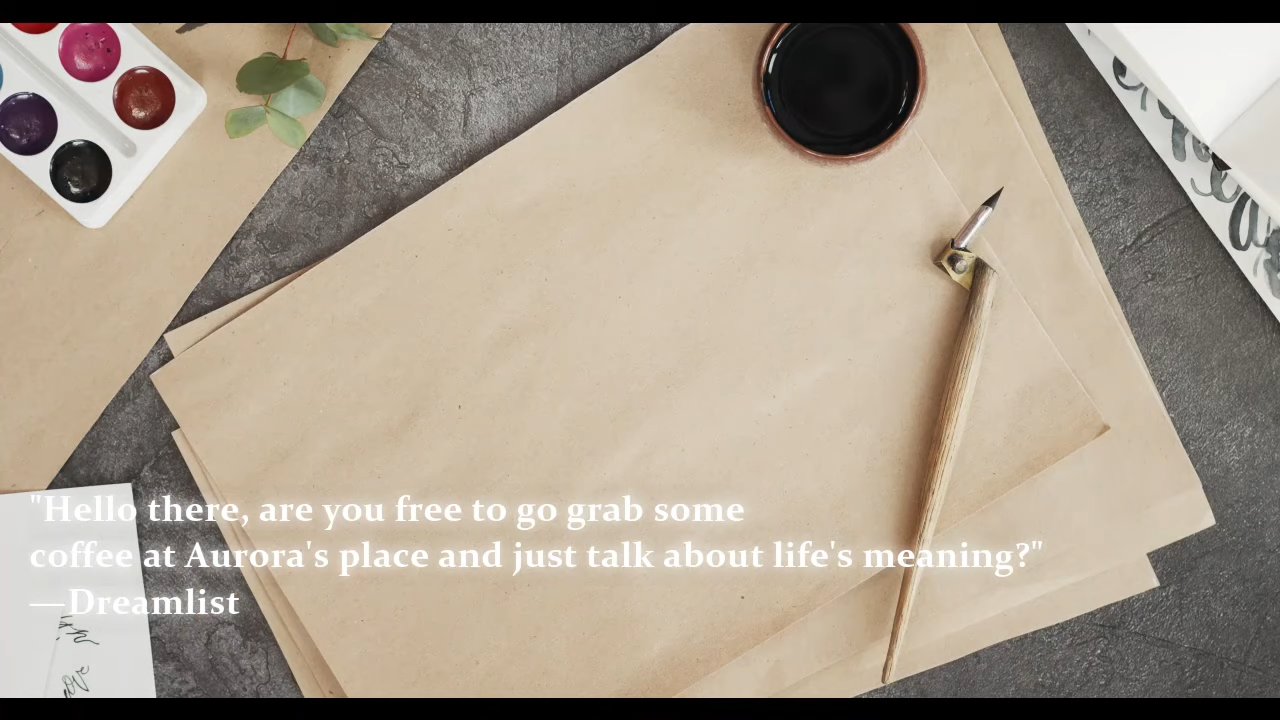 "Hello there, are you free to go grab some
coffee at Aurora's place and just talk about life's meaning?"
—Dreamlist